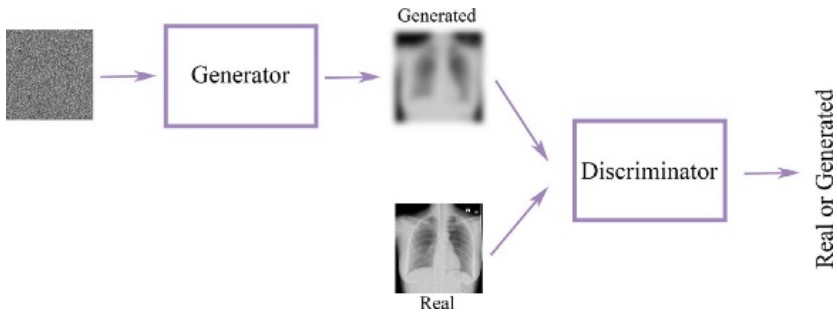 Generated
Generator
Discriminator
Real or Generated
Real